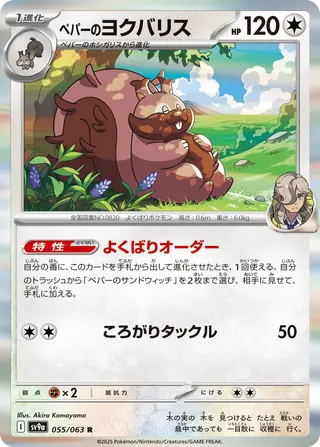 1進化
ペパーのヨクバリス
HP 120
ペパーのホシガリスから進化
全国図鑑NO.0820 よくばりポケモン 高さ:0.6m 重さ:6.0kg
特性 よくばりオーダー
自分の番に、このカードを手札から出して進化させたとき、1回使える。自分のトラッシュから「ペパーのサンドウィッチ」を2枚まで選び、相手に見せて、手札に加える。
ころがりタックル 50
弱点 ×2 抵抗力 にげる
Illus. Akira Komayama
I sv9a 055/063 R
木の実の 木を 見つけると たとえ
最中であっても 木の実の 収穫に 夢中。
©2025 Pokémon/Nintendo/Creatures/GAME FREAK.